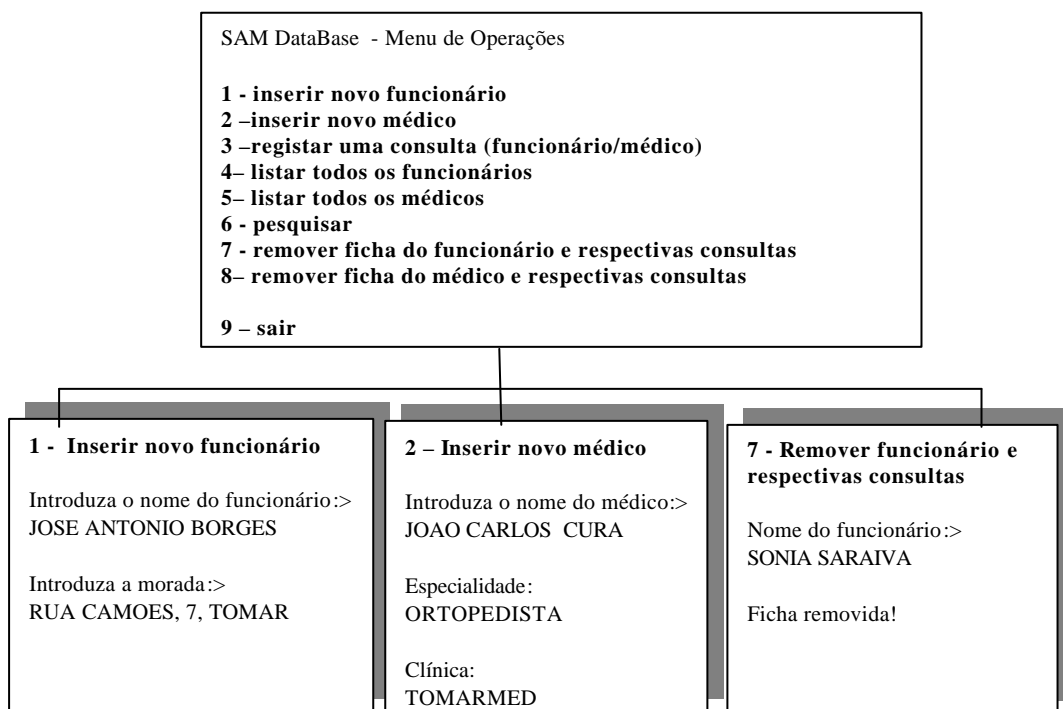 SAM DataBase - Menu de Operações
1 - inserir novo funcionário
2 –inserir novo médico
3 –registar uma consulta (funcionário/médico)
4– listar todos os funcionários
5– listar todos os médicos
6 - pesquisar
7 - remover ficha do funcionário e respectivas consultas
8– remover ficha do médico e respectivas consultas
9 – sair
1 - Inserir novo funcionário
Introduza o nome do funcionário:>
JOSE ANTONIO BORGES
Introduza a morada:>
RUA CAMOES, 7, TOMAR
2 – Inserir novo médico
Introduza o nome do médico:>
JOAO CARLOS CURA
Especialidade:
ORTOPEDISTA
Clínica:
TOMARMED
7 - Remover funcionário e
respectivas consultas
Nome do funcionário:>
SONIA SARAIVA
Ficha removida!